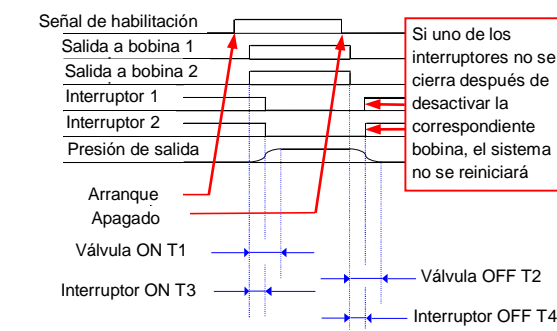 Señal de habilitación
Salida a bobina 1
Salida a bobina 2
Interruptor 1
Interruptor 2
Presión de salida
Si uno de los
interruptores no se
cierra después de
desactivar la
correspondiente
bobina, el sistema
no se reiniciará
Arranque
Apagado
Válvula ON T1
Válvula OFF T2
Interruptor ON T3
Interruptor OFF T4